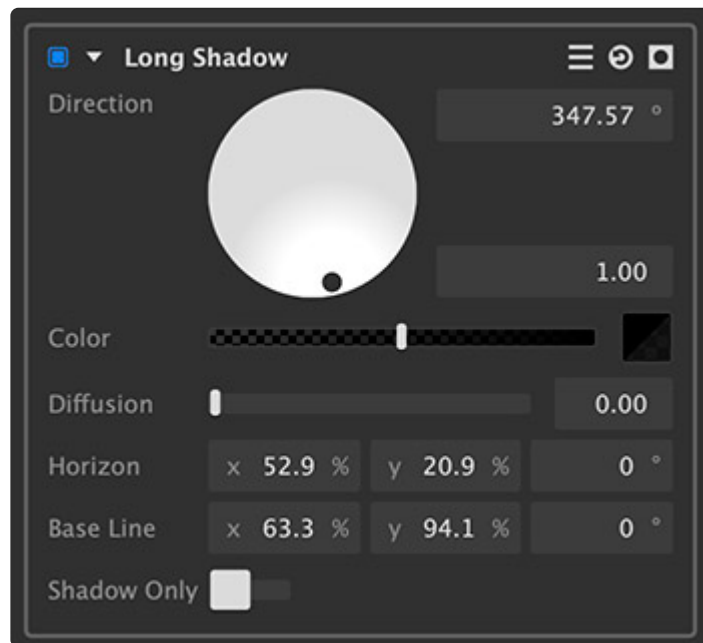 Long Shadow
Direction 347.57 °
1.00
Color
Diffusion 0.00
Horizon x 52.9 % y 20.9 % 0 °
Base Line x 63.3 % y 94.1 % 0 °
Shadow Only